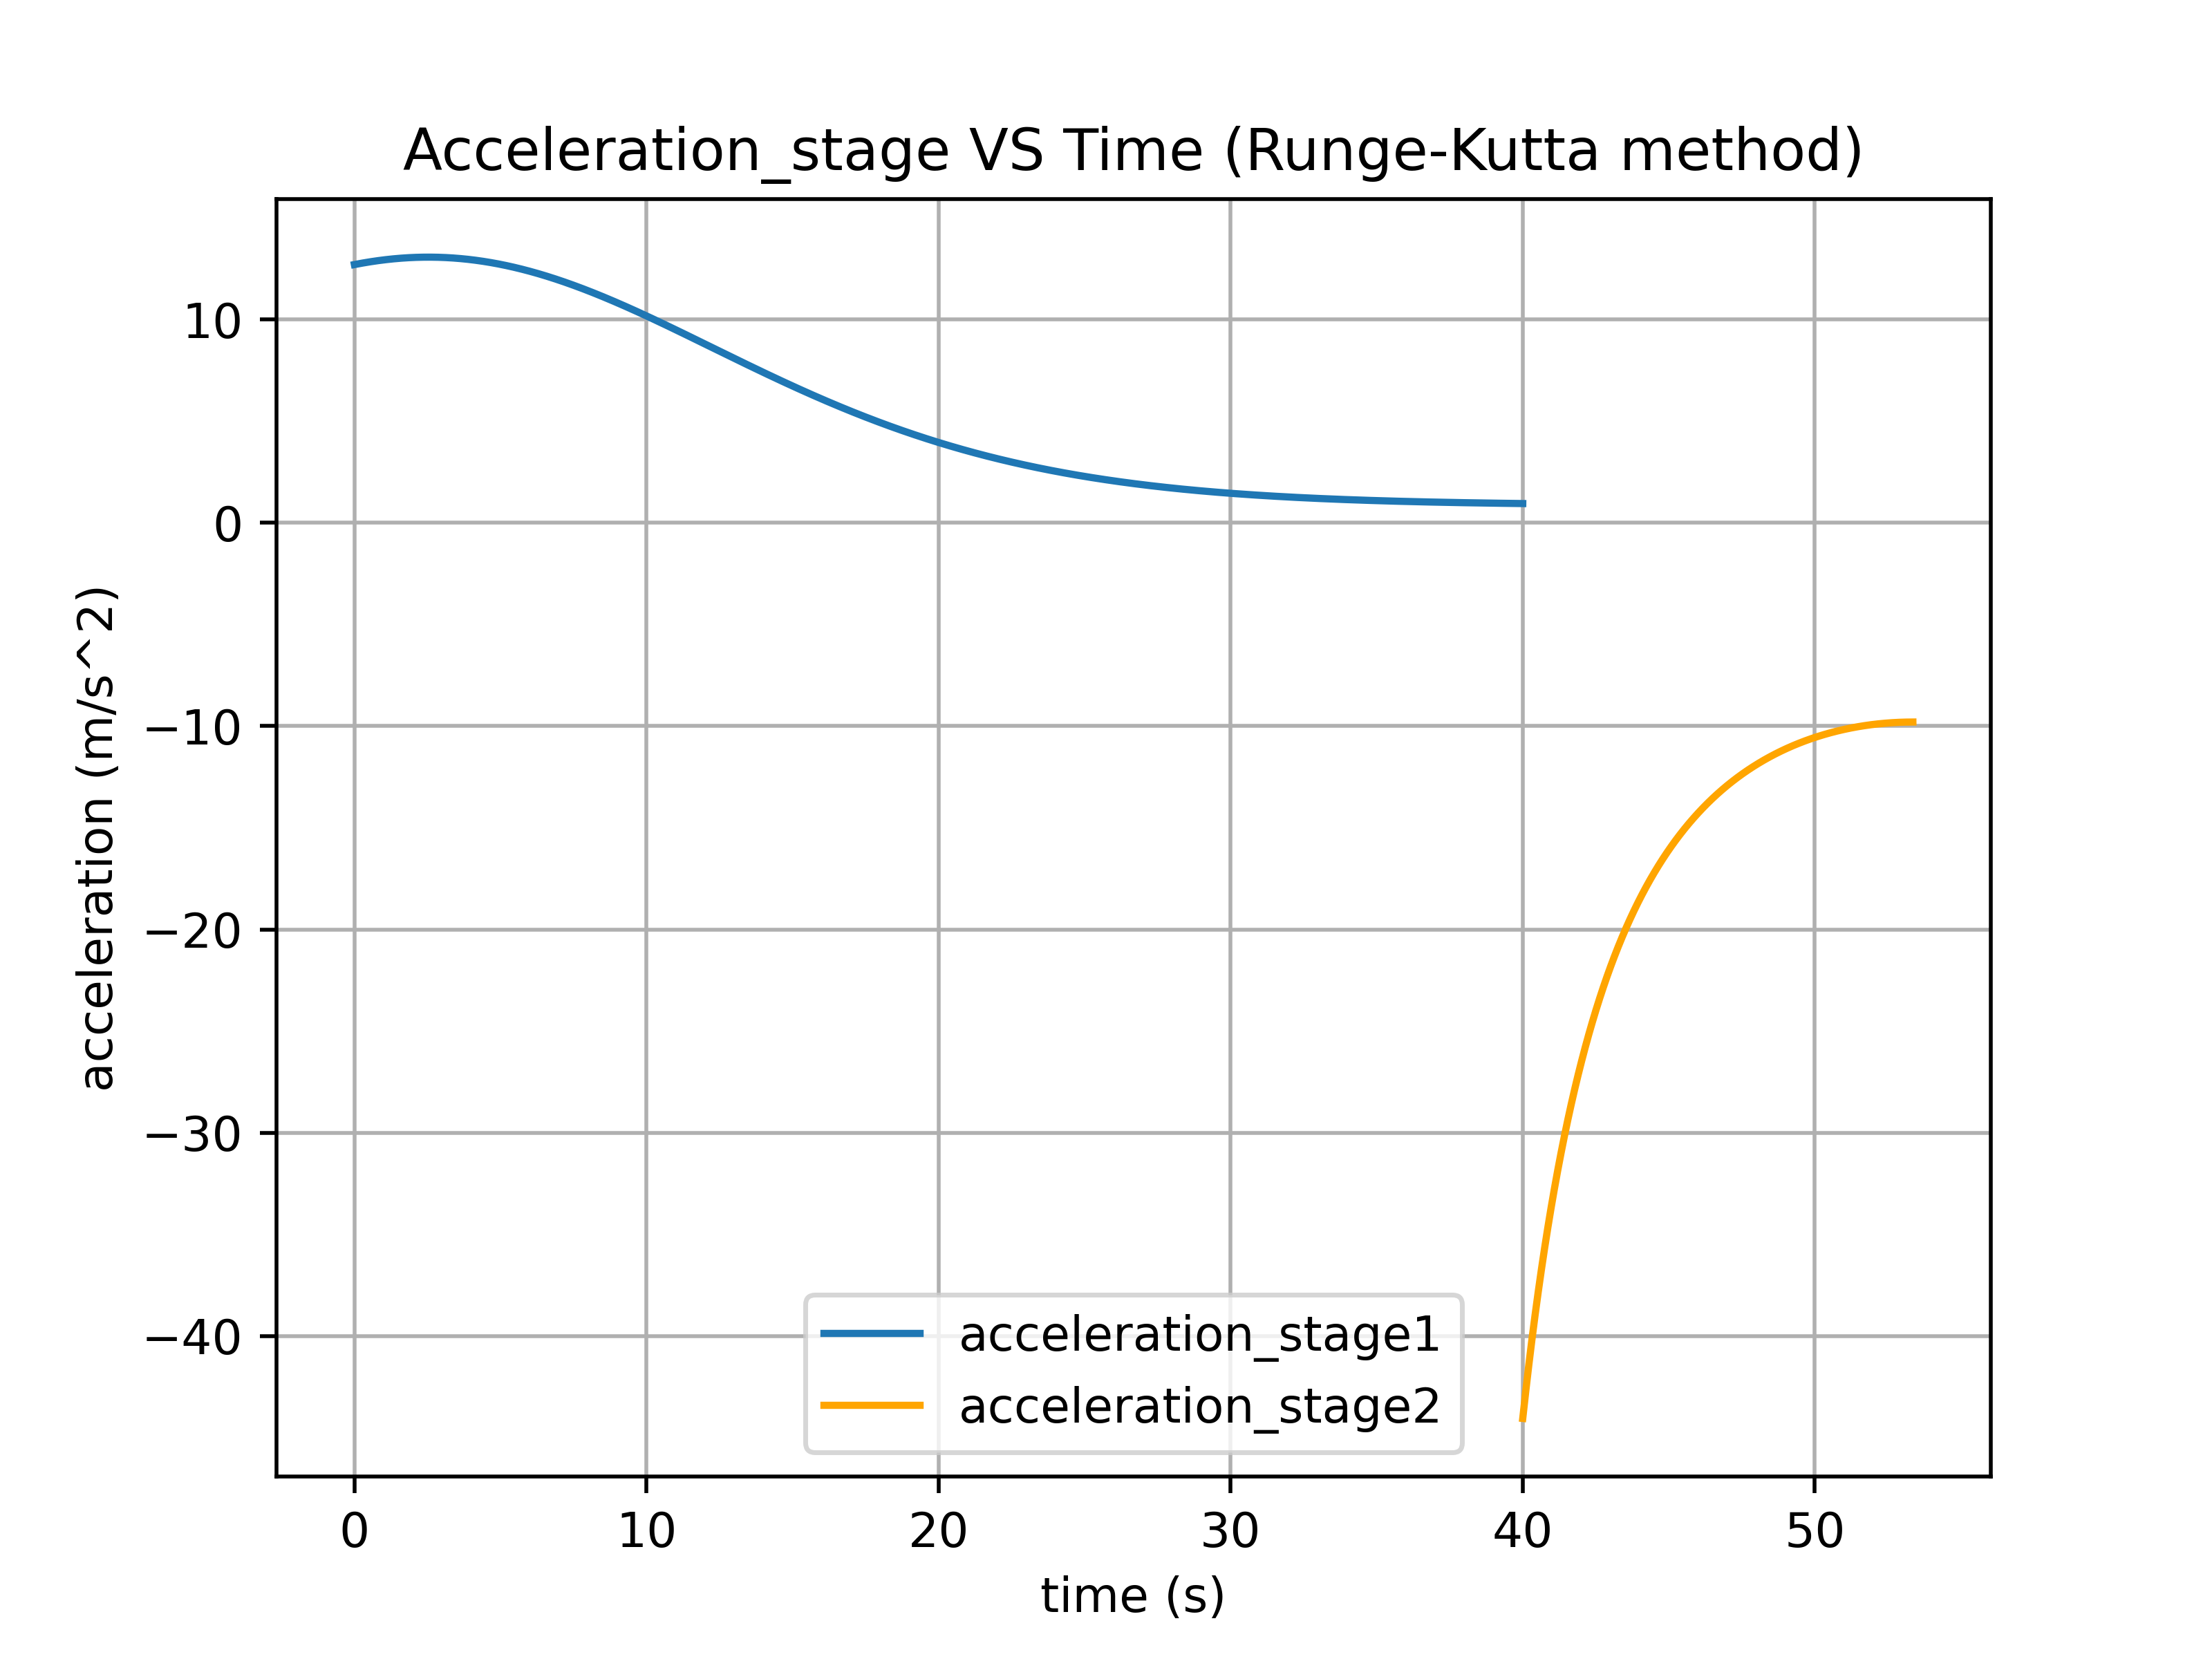 Acceleration_stage VS Time (Runge-Kutta method)
acceleration (m/s^2)
10
0
−10
−20
−30
−40
acceleration_stage1
acceleration_stage2
0 10 20 30 40 50
time (s)